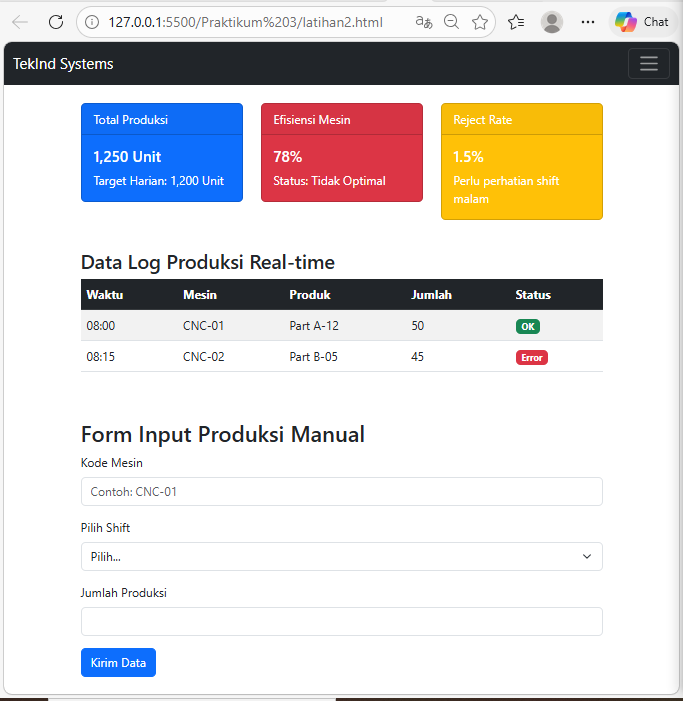 127.0.0.1:5500/Praktikum%203/latihan2.html
Chat
TekInd Systems
Total Produksi
1,250 Unit
Target Harian: 1,200 Unit
Efisiensi Mesin
78%
Status: Tidak Optimal
Reject Rate
1.5%
Perlu perhatian shift
malam
Data Log Produksi Real-time
Waktu Mesin Produk Jumlah Status
08:00 CNC-01 Part A-12 50 OK
08:15 CNC-02 Part B-05 45 Error
Form Input Produksi Manual
Kode Mesin
Contoh: CNC-01
Pilih Shift
Pilih...
Jumlah Produksi
Kirim Data